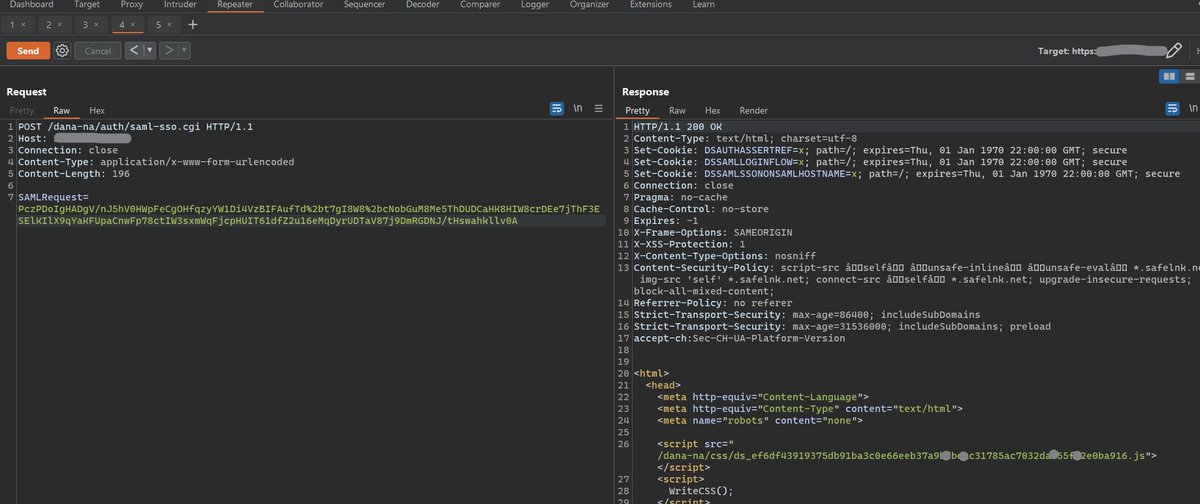 Dashboard Target Proxy Intruder Repeater Collaborator Sequencer Decoder Comparer Logger Organizer Extensions Learn
1 × 2 × 3 × 4 × 5 × +
Send Cancel < >
Target: https:
Request
Pretty Raw Hex \n
1 POST /dana-na/auth/saml-sso.cgi HTTP/1.1
2 Host:
3 Connection: close
4 Content-Type: application/x-www-form-urlencoded
5 Content-Length: 196
6
7 SAMLRequest=
PczPDoIgHADgV/nJ5hV0HWpFeCgOHfqzyYW1Di4VzBIFAufTd%2bt7gI8W8%2bcNobGuM8Me5ThDUDCaHK8HIW8crDEe7jThF3E
SElKIlX9qYaKFUpaCnwFp78ctIW3sxmWqFjcpHUIT61dfZ2u16eMqDyrUDTaV87j9DmRGDNJ/tHswahkllv0A
Response
Pretty Raw Hex Render \n
1 HTTP/1.1 200 OK
2 Content-Type: text/html; charset=utf-8
3 Set-Cookie: DSAUTHASSERTREF=x; path=/; expires=Thu, 01 Jan 1970 22:00:00 GMT; secure
4 Set-Cookie: DSSAMLLOGINFLOW=x; path=/; expires=Thu, 01 Jan 1970 22:00:00 GMT; secure
5 Set-Cookie: DSSAMLSSONONSAMLHOSTNAME=x; path=/; expires=Thu, 01 Jan 1970 22:00:00 GMT; secure
6 Connection: close
7 Pragma: no-cache
8 Cache-Control: no-store
9 Expires: -1
10 X-Frame-Options: SAMEORIGIN
11 X-XSS-Protection: 1
12 X-Content-Type-Options: nosniff
13 Content-Security-Policy: script-src âselfâ âunsafe-inlineâ âunsafe-evalâ *.safelnk.ne
img-src 'self' *.safelnk.net; connect-src âselfâ *.safelnk.net; upgrade-insecure-requests;
block-all-mixed-content;
14 Referrer-Policy: no referer
15 Strict-Transport-Security: max-age=86400; includeSubDomains
16 Strict-Transport-Security: max-age=31536000; includeSubDomains; preload
17 accept-ch:Sec-CH-UA-Platform-Version
18
19
20 <html>
21 <head>
22 <meta http-equiv="Content-Language">
23 <meta http-equiv="Content-Type" content="text/html">
24 <meta name="robots" content="none">
25
26 <script src="
/dana-na/css/ds_ef6df43919375db91ba3c0e66eeb37a9 c31785ac7032da 2e0ba916.js">
</script>
27 <script>
28 WriteCSS();
29 </script>